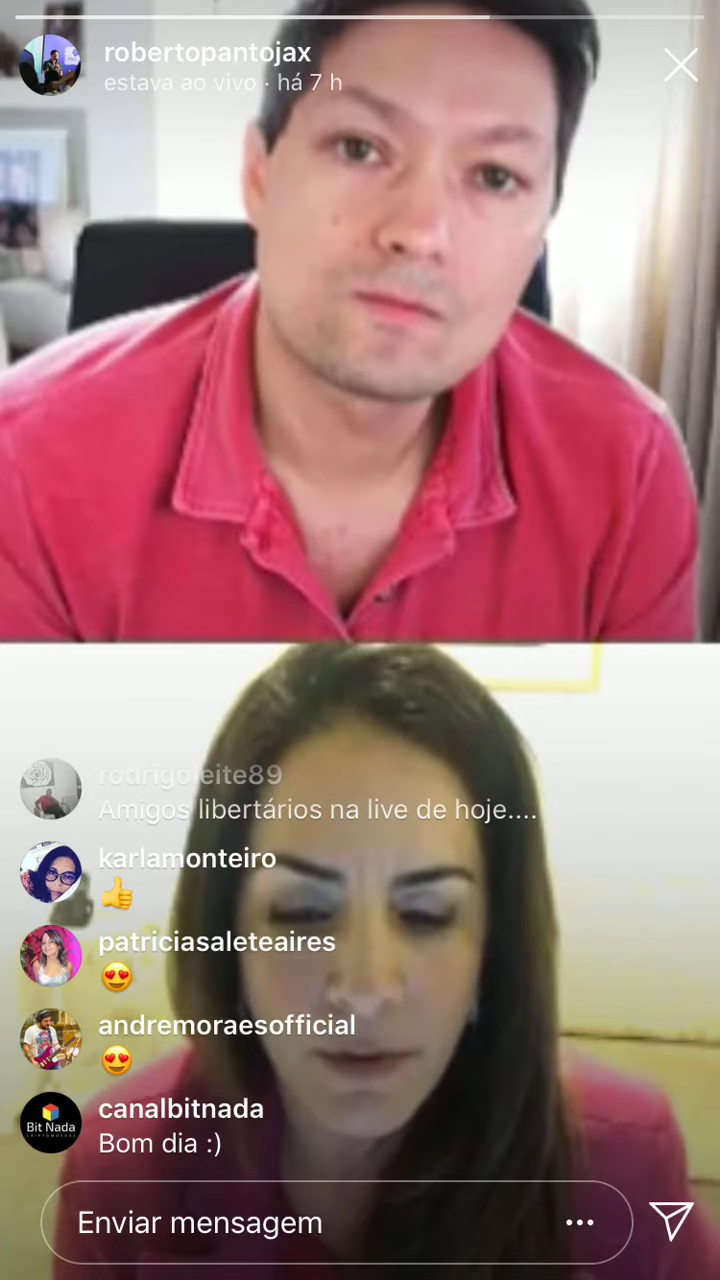 robertopantojax
estava ao vivo · há 7 h
rodrigoleite89
Amigos libertários na live de hoje....
karlamonteiro
👍
patriciasaleteaires
😍
andremoraesofficial
😍
canalbitnada
Bit Nada
CRIPTOMOEDAS
Bom dia :)
Enviar mensagem